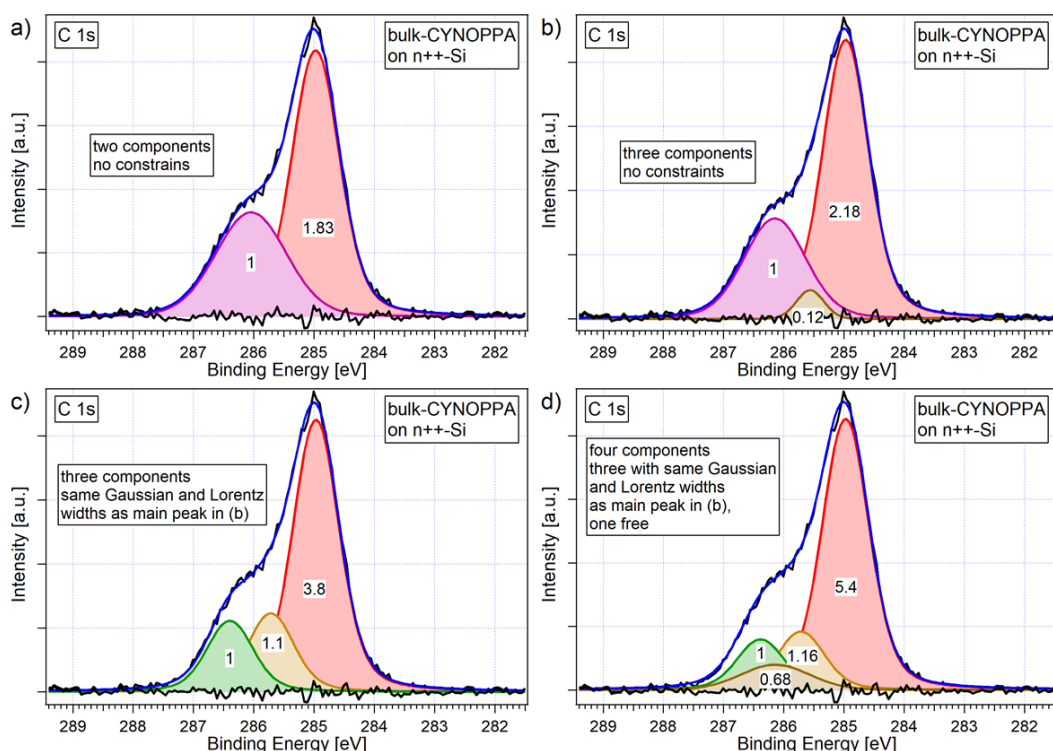 a)
C 1s
bulk-CYNOPPA
on n++-Si
two components
no constrains
1.83
1
Intensity [a.u.]
289 288 287 286 285 284 283 282
Binding Energy [eV]
b)
C 1s
bulk-CYNOPPA
on n++-Si
three components
no constraints
2.18
1
0.12
Intensity [a.u.]
289 288 287 286 285 284 283 282
Binding Energy [eV]
c)
C 1s
bulk-CYNOPPA
on n++-Si
three components
same Gaussian and Lorentz
widths as main peak in (b)
3.8
1.1
1
Intensity [a.u.]
289 288 287 286 285 284 283 282
Binding Energy [eV]
d)
C 1s
bulk-CYNOPPA
on n++-Si
four components
three with same Gaussian
and Lorentz widths
as main peak in (b),
one free
5.4
1
1.16
0.68
Intensity [a.u.]
289 288 287 286 285 284 283 282
Binding Energy [eV]